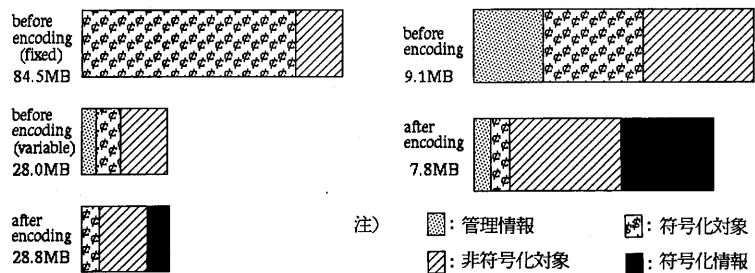 before
encoding
(fixed)
84.5MB
before
encoding
(variable)
28.0MB
after
encoding
28.8MB
before
encoding
9.1MB
after
encoding
7.8MB
注)
: 管理情報
: 符号化対象
: 非符号化対象
: 符号化情報